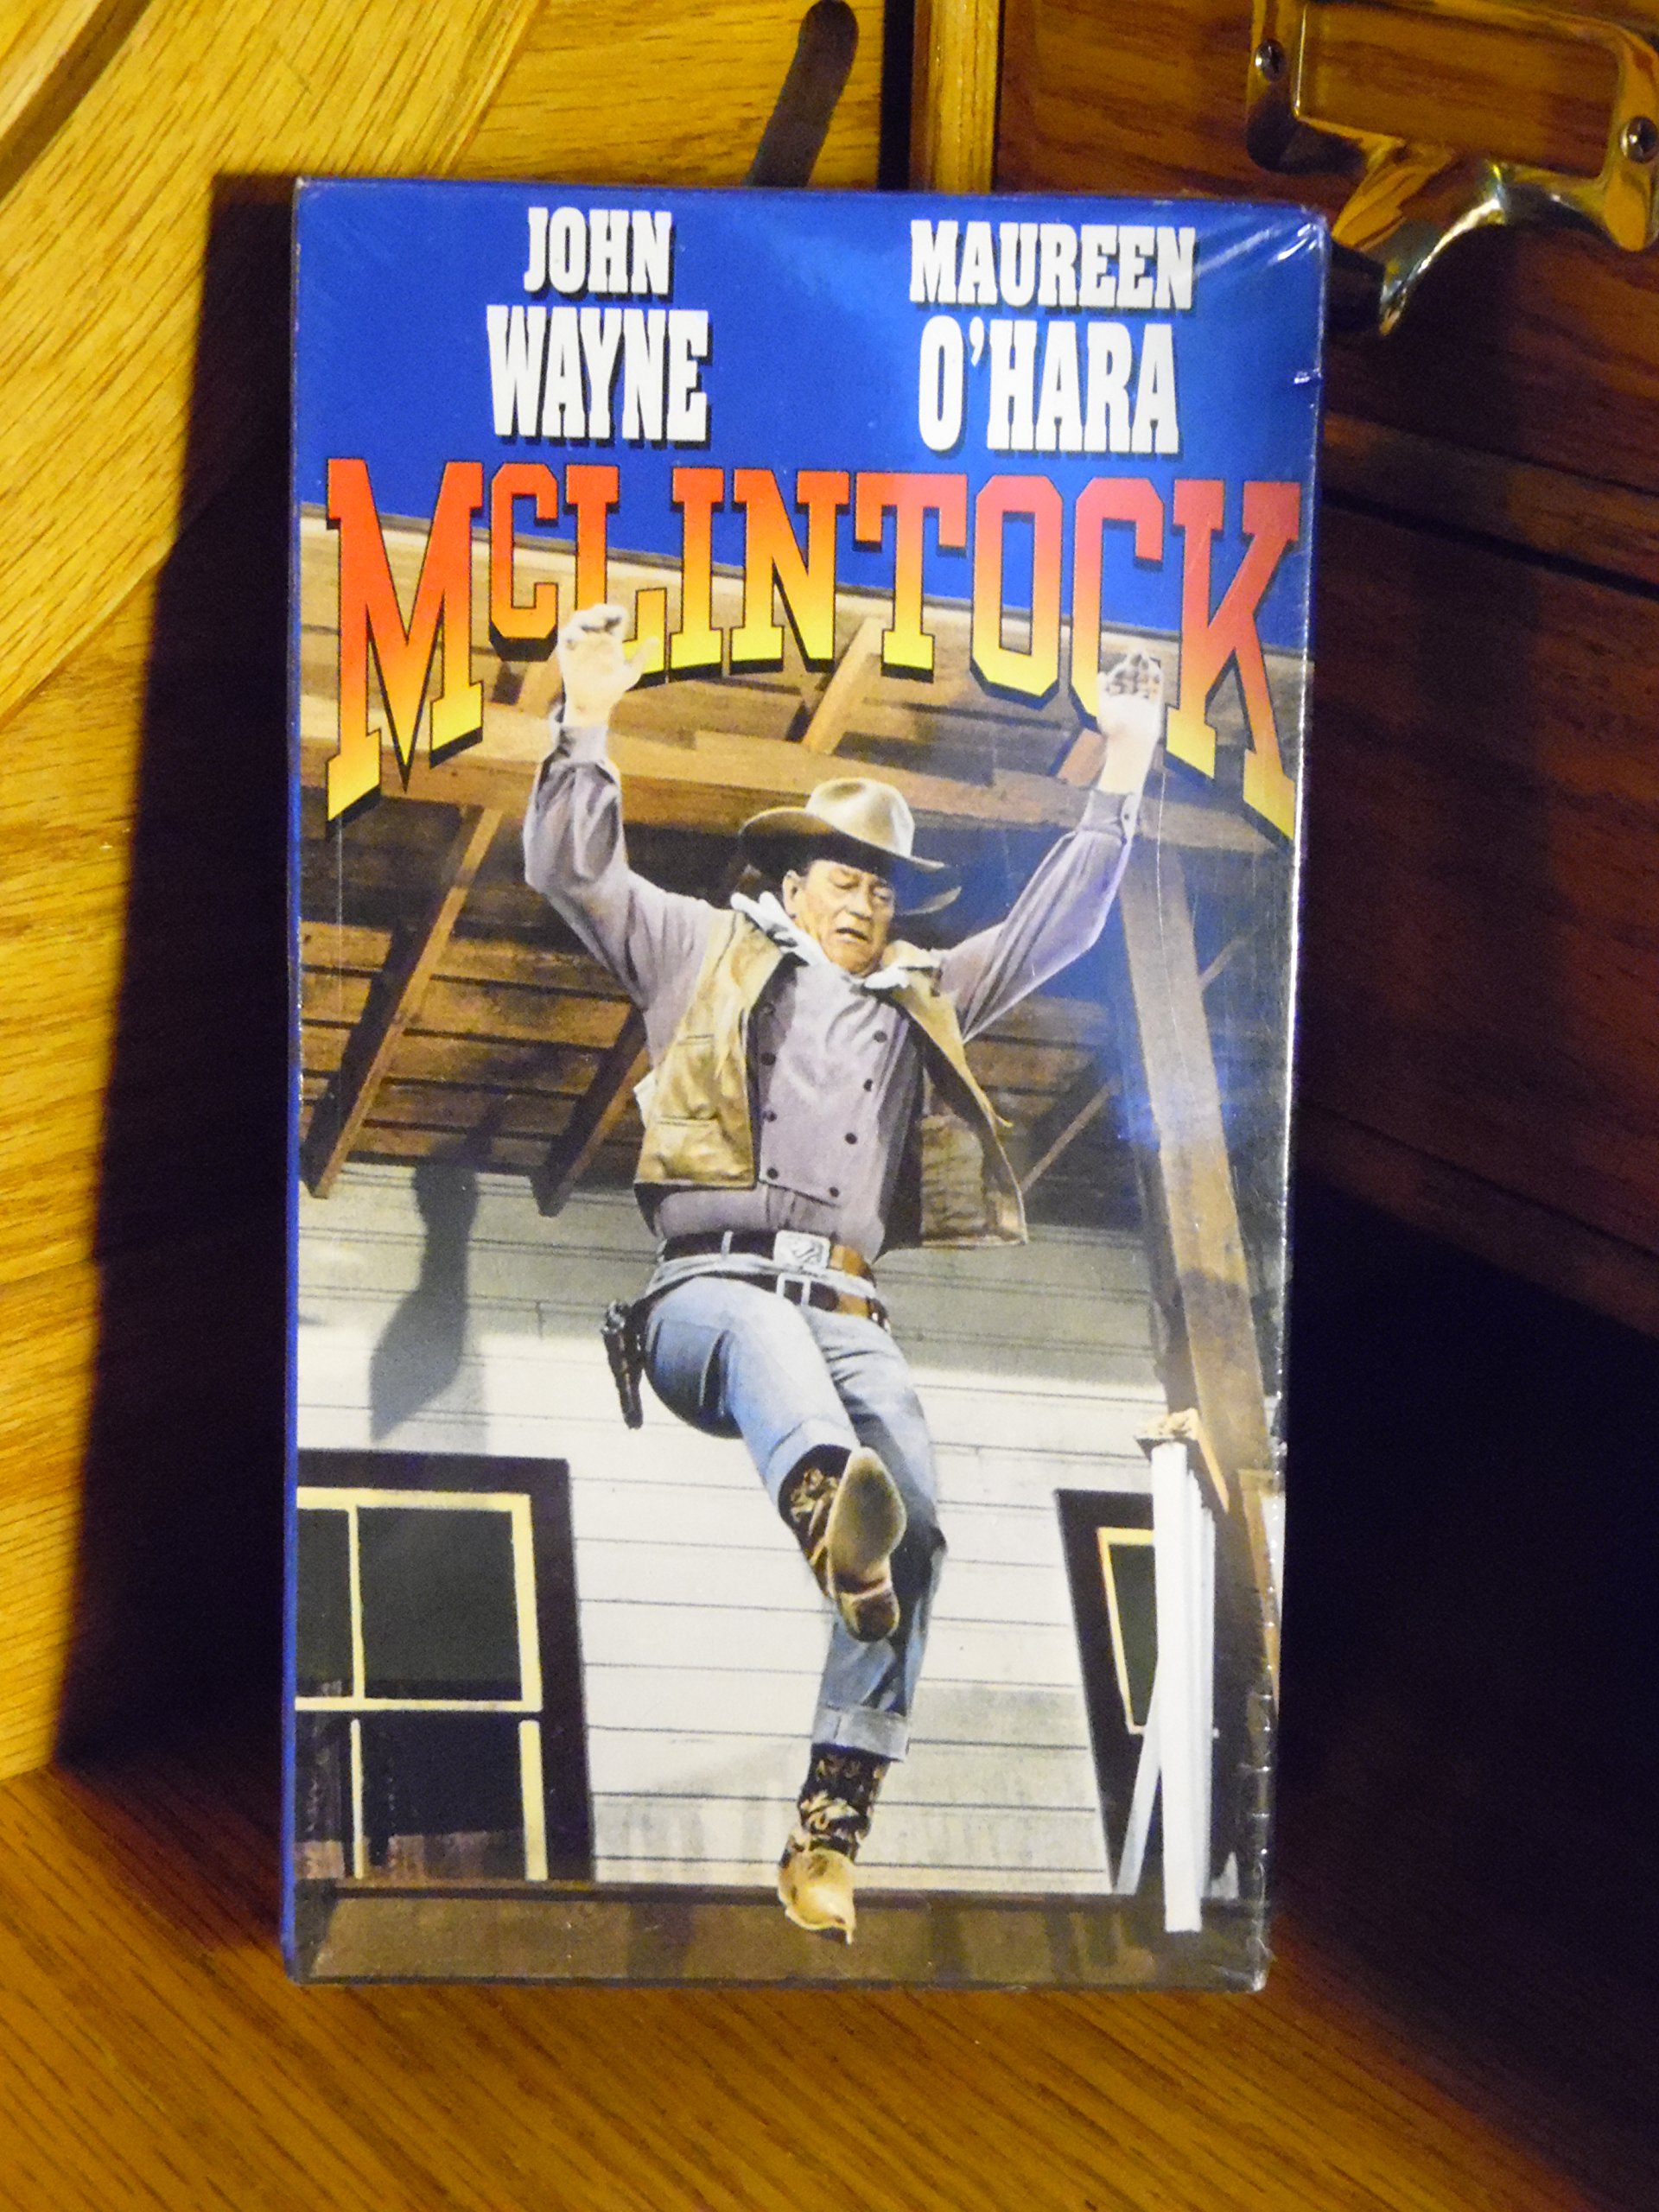 JOHN
WAYNE
MAUREEN
O'HARA
McLINTOCK